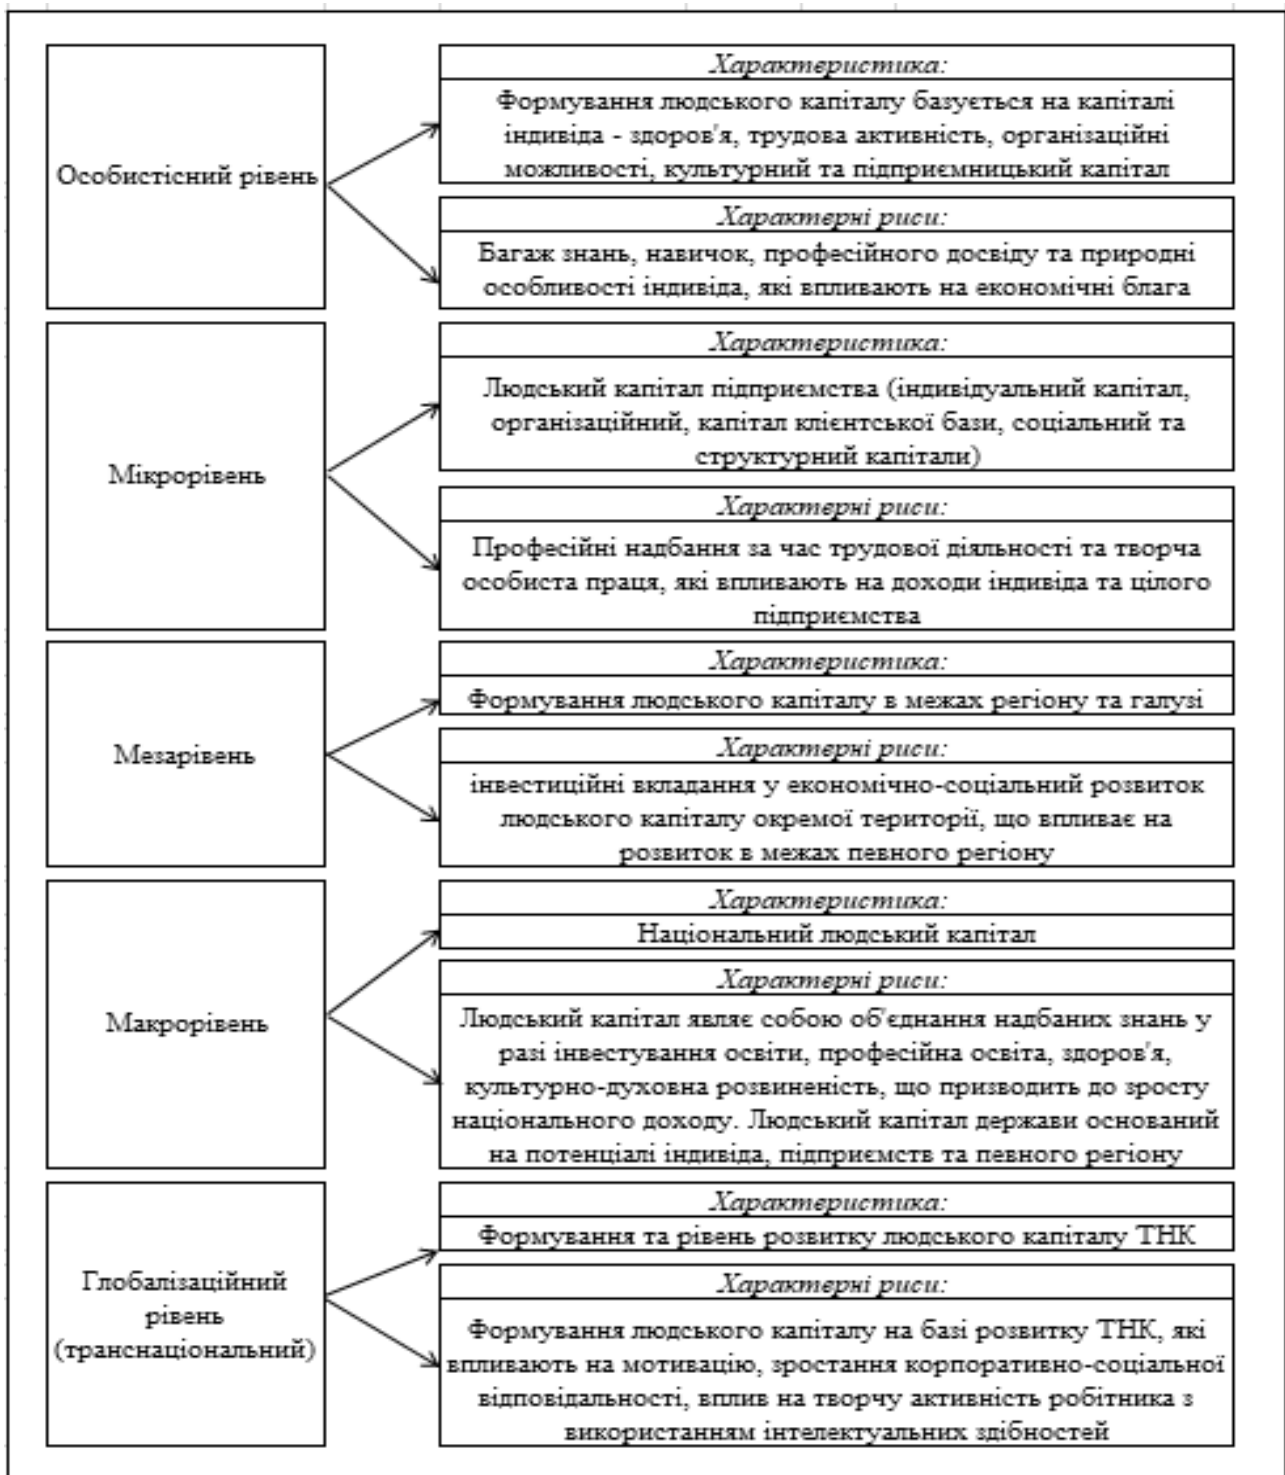 Особистісний рівень
Характеристика:
Формування людського капіталу базується на капіталі
індивіда - здоров'я, трудова активність, організаційні
можливості, культурний та підприємницький капітал
Характерні риси:
Багаж знань, навичок, професійного досвіду та природні
особливості індивіда, які впливають на економічні блага
Мікрорівень
Характеристика:
Людський капітал підприємства (індивідуальний капітал,
організаційний, капітал клієнтської бази, соціальний та
структурний капітали)
Характерні риси:
Професійні надбання за час трудової діяльності та творча
особиста праця, які впливають на доходи індивіда та цілого
підприємства
Мезарівень
Характеристика:
Формування людського капіталу в межах регіону та галузі
Характерні риси:
інвестиційні вкладання у економічно-соціальний розвиток
людського капіталу окремої території, що впливає на
розвиток в межах певного регіону
Макрорівень
Характеристика:
Національний людський капітал
Характерні риси:
Людський капітал являє собою об'єднання надбаних знань у
разі інвестування освіти, професійна освіта, здоров'я,
культурно-духовна розвиненість, що призводить до зросту
національного доходу. Людський капітал держави оснований
на потенціалі індивіда, підприємств та певного регіону
Глобалізаційний
рівень
(транснаціональний)
Характеристика:
Формування та рівень розвитку людського капіталу ТНК
Характерні риси:
Формування людського капіталу на базі розвитку ТНК, які
впливають на мотивацію, зростання корпоративно-соціальної
відповідальності, вплив на творчу активність робітника з
використанням інтелектуальних здібностей